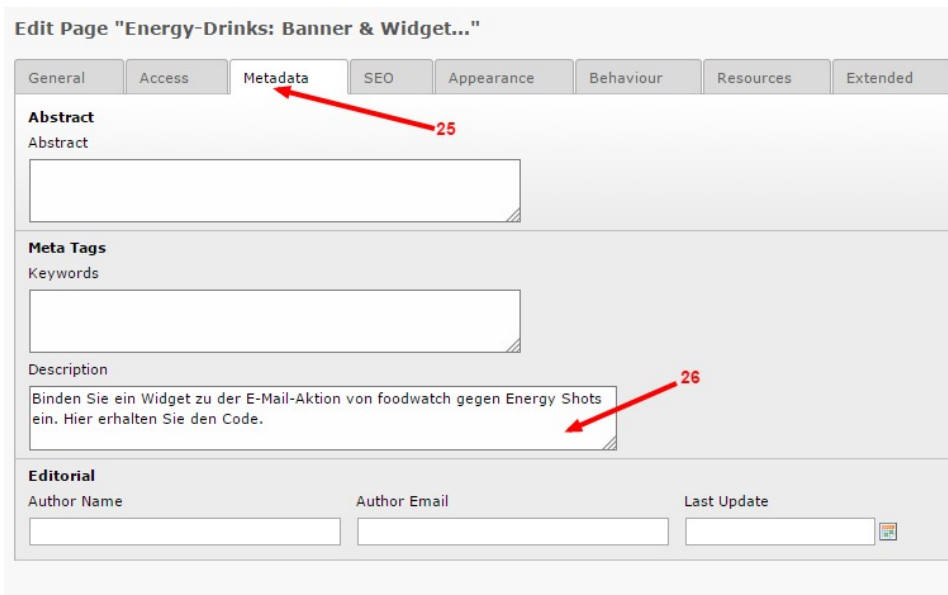 Edit Page "Energy-Drinks: Banner & Widget..."
General Access Metadata SEO Appearance Behaviour Resources Extended
Abstract
25
Abstract
Meta Tags
Keywords
Description
26
Binden Sie ein Widget zu der E-Mail-Aktion von foodwatch gegen Energy Shots
ein. Hier erhalten Sie den Code.
Editorial
Author Name Author Email Last Update